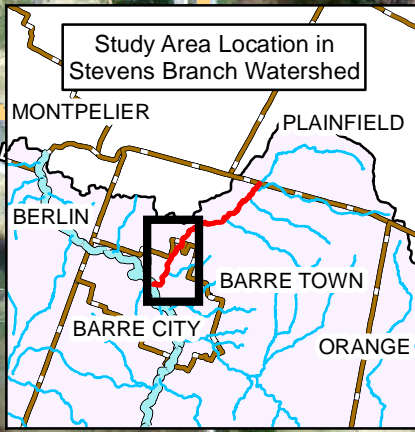 Study Area Location in
Stevens Branch Watershed
MONTPELIER
PLAINFIELD
BERLIN
BARRE TOWN
BARRE CITY
ORANGE